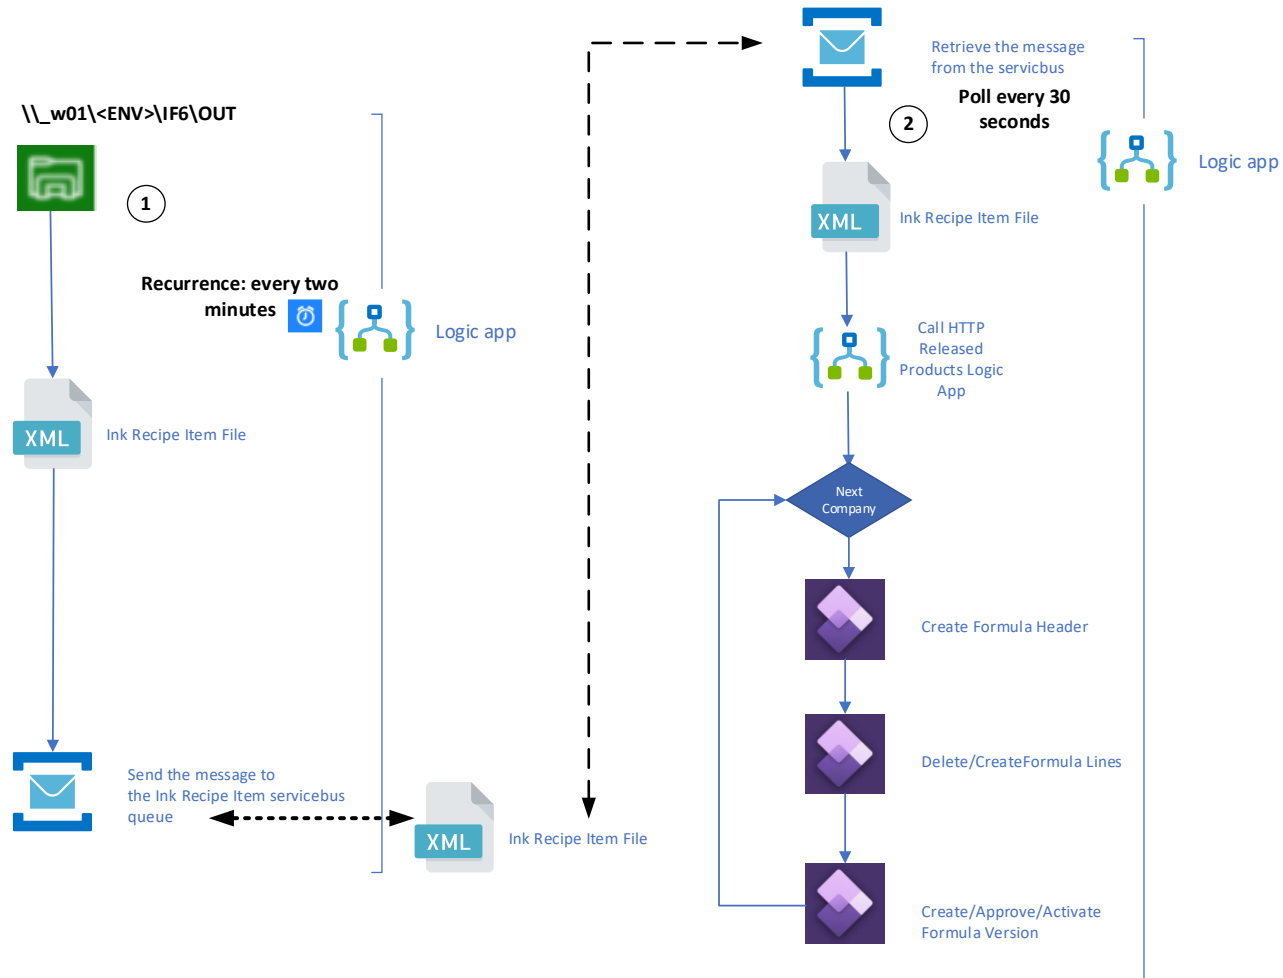 \\_w01\<ENV>\IF6\OUT
1
Recurrence: every two
minutes
Logic app
XML
Ink Recipe Item File
Send the message to
the Ink Recipe Item servicebus
queue
XML
Ink Recipe Item File
Retrieve the message
from the servicbus
Poll every 30
seconds
2
Logic app
XML
Ink Recipe Item File
Call HTTP
Released
Products Logic
App
Next
Company
Create Formula Header
Delete/CreateFormula Lines
Create/Approve/Activate
Formula Version